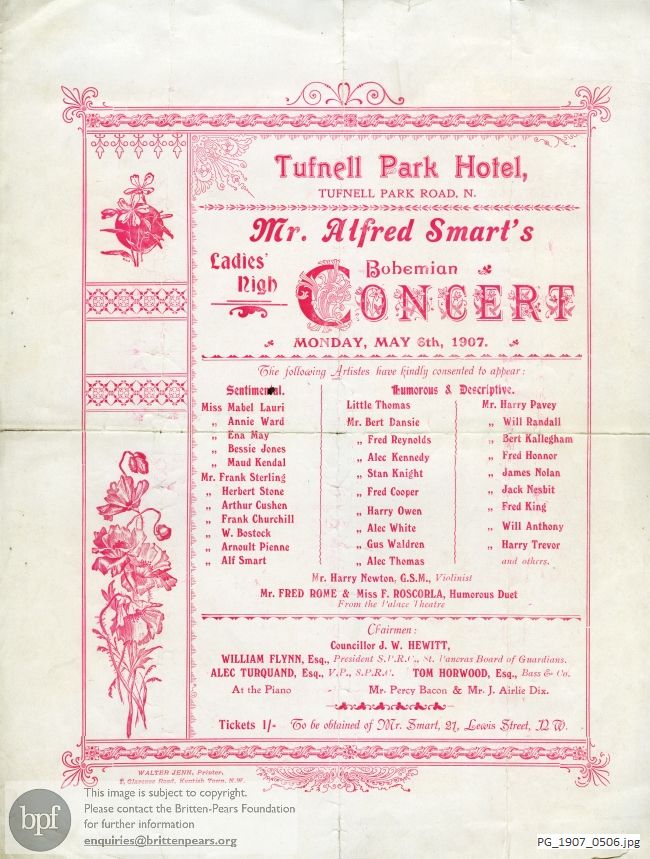 Tufnell Park Hotel,
TUFNELL PARK ROAD. N.
Mr. Alfred Smart's
Ladies'
Nigh
Bohemian
CONCERT
MONDAY, MAY 6th, 1907.
The following Artistes have kindly consented to appear:
Sentimental.
Miss Mabel Lauri
„ Annie Ward
„ Ena May
„ Bessie Jones
„ Maud Kendal
Mr. Frank Sterling
„ Herbert Stone
„ Arthur Cushen
„ Frank Churchill
„ W. Bostock
„ Arnoult Pienne
„ Alf Smart
Humorous & Descriptive.
Little Thomas
Mr. Bert Dansie
„ Fred Reynolds
„ Alec Kennedy
„ Stan Knight
„ Fred Cooper
„ Harry Owen
„ Alec White
„ Gus Waldren
„ Alec Thomas
Mr. Harry Pavey
„ Will Randall
„ Bert Kallegham
„ Fred Honnor
„ James Nolan
„ Jack Nesbit
„ Fred King
„ Will Anthony
„ Harry Trevor
and others.
Mr. Harry Newton, G.S.M., Violinist
Mr. FRED ROME & Miss F. ROSCORLA, Humorous Duet
From the Palace Theatre
Chairmen:
Councillor J. W. HEWITT,
WILLIAM FLYNN, Esq., President S.P.R.C., St. Pancras Board of Guardians.
ALEC TURQUAND, Esq., V.P., S.P.R.C. TOM HORWOOD, Esq., Bass & Co.
At the Piano Mr. Percy Bacon & Mr. J. Airlie Dix.
Tickets 1/- To be obtained of Mr. Smart, 27, Lewis Street, N.W.
WALTER JENN, Printer,
Clarence Road, Kentish Town, N.W.
bpf
This image is subject to copyright.
Please contact the Britten-Pears Foundation
for further information
enquiries@brittenpears.org
PG_1907_0506.jpg